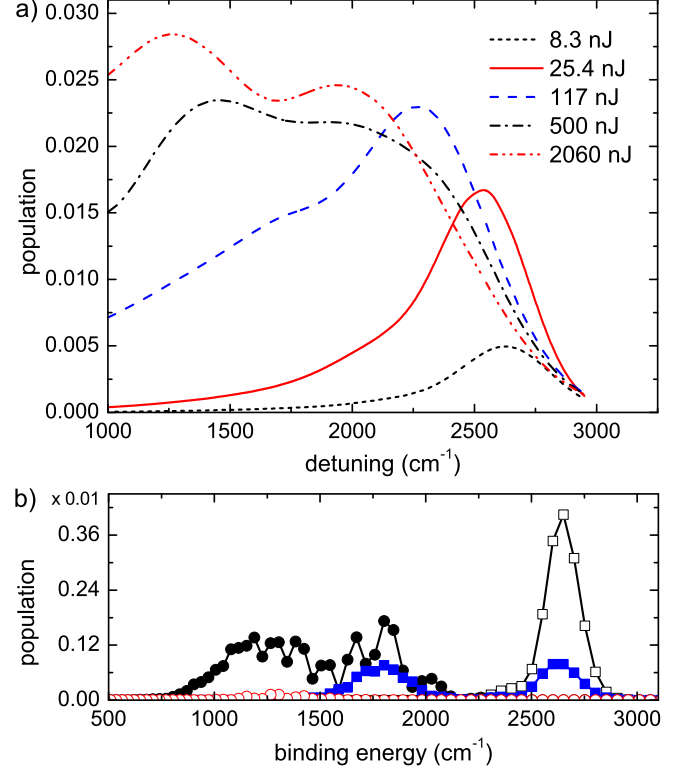 a)
0.030
0.025
0.020
0.015
0.010
0.005
0.000
population
8.3 nJ
25.4 nJ
117 nJ
500 nJ
2060 nJ
1000 1500 2000 2500 3000
detuning (cm⁻¹)
b)
x 0.01
0.36
0.24
0.12
0.00
population
500 1000 1500 2000 2500 3000
binding energy (cm⁻¹)